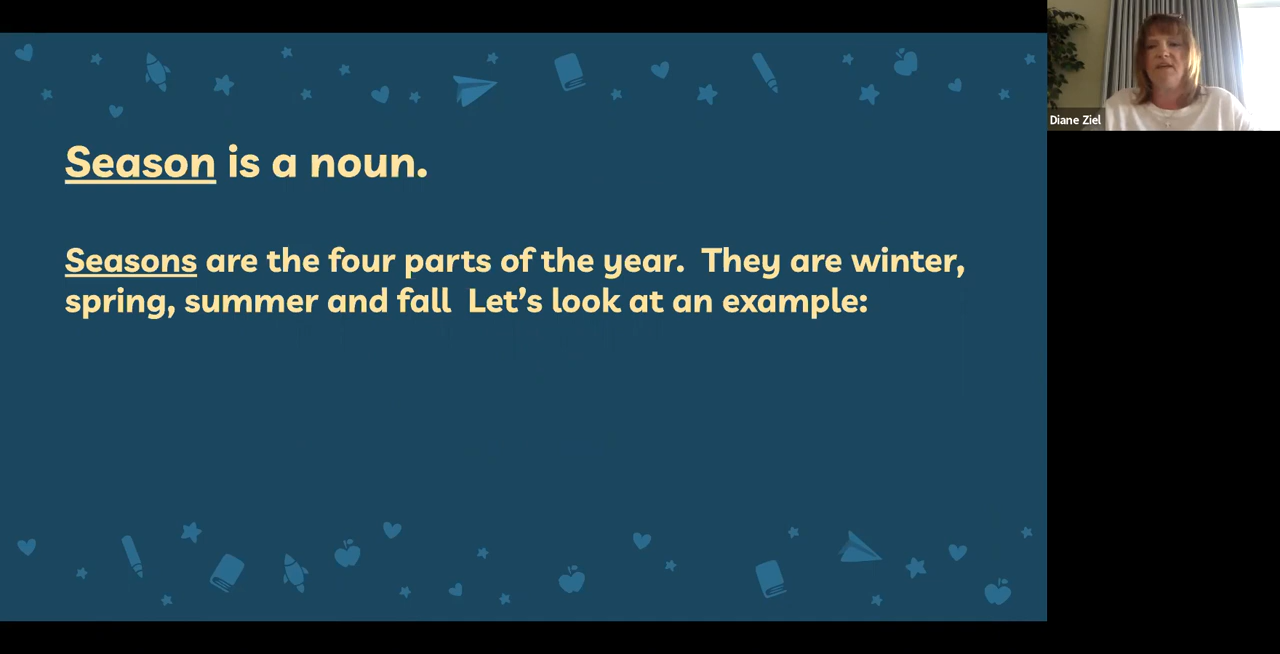 Season is a noun.
Seasons are the four parts of the year.  They are winter,
spring, summer and fall  Let's look at an example:
Diane Ziel